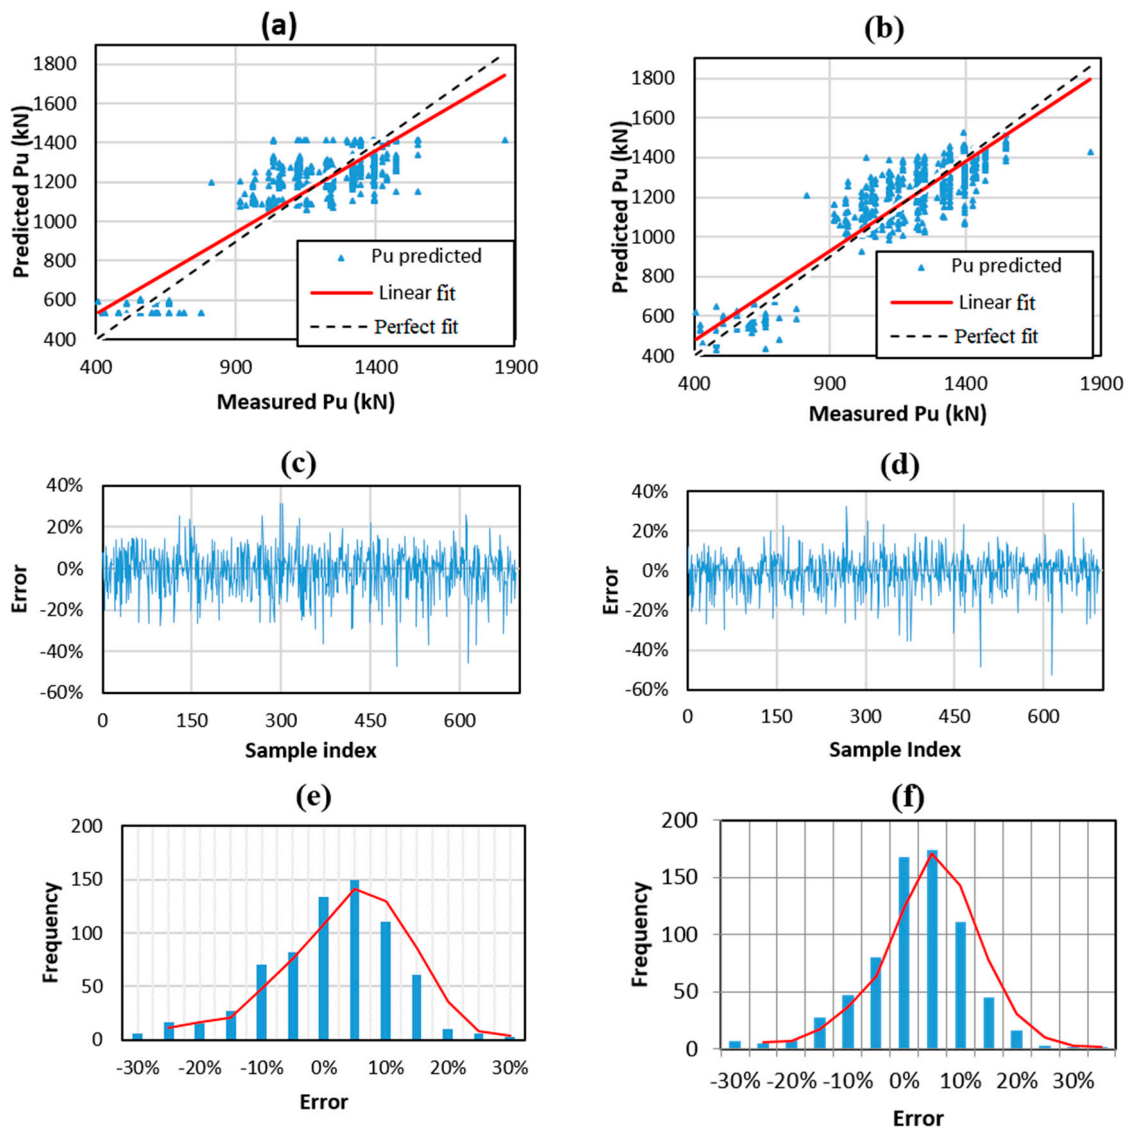 (a)
1800
1600
1400
1200
1000
800
600
400
Predicted Pu (kN)
Pu predicted
Linear fit
Perfect fit
400 900 1400 1900
Measured Pu (kN)
(b)
1800
1600
1400
1200
1000
800
600
400
Predicted Pu (kN)
Pu predicted
Linear fit
Perfect fit
400 900 1400 1900
Measured Pu (kN)
(c)
40%
20%
0%
-20%
-40%
-60%
Error
0 150 300 450 600
Sample index
(d)
40%
20%
0%
-20%
-40%
-60%
Error
0 150 300 450 600
Sample Index
(e)
200
150
100
50
0
Frequency
-30% -20% -10% 0% 10% 20% 30%
Error
(f)
200
150
100
50
0
Frequency
-30% -20% -10% 0% 10% 20% 30%
Error